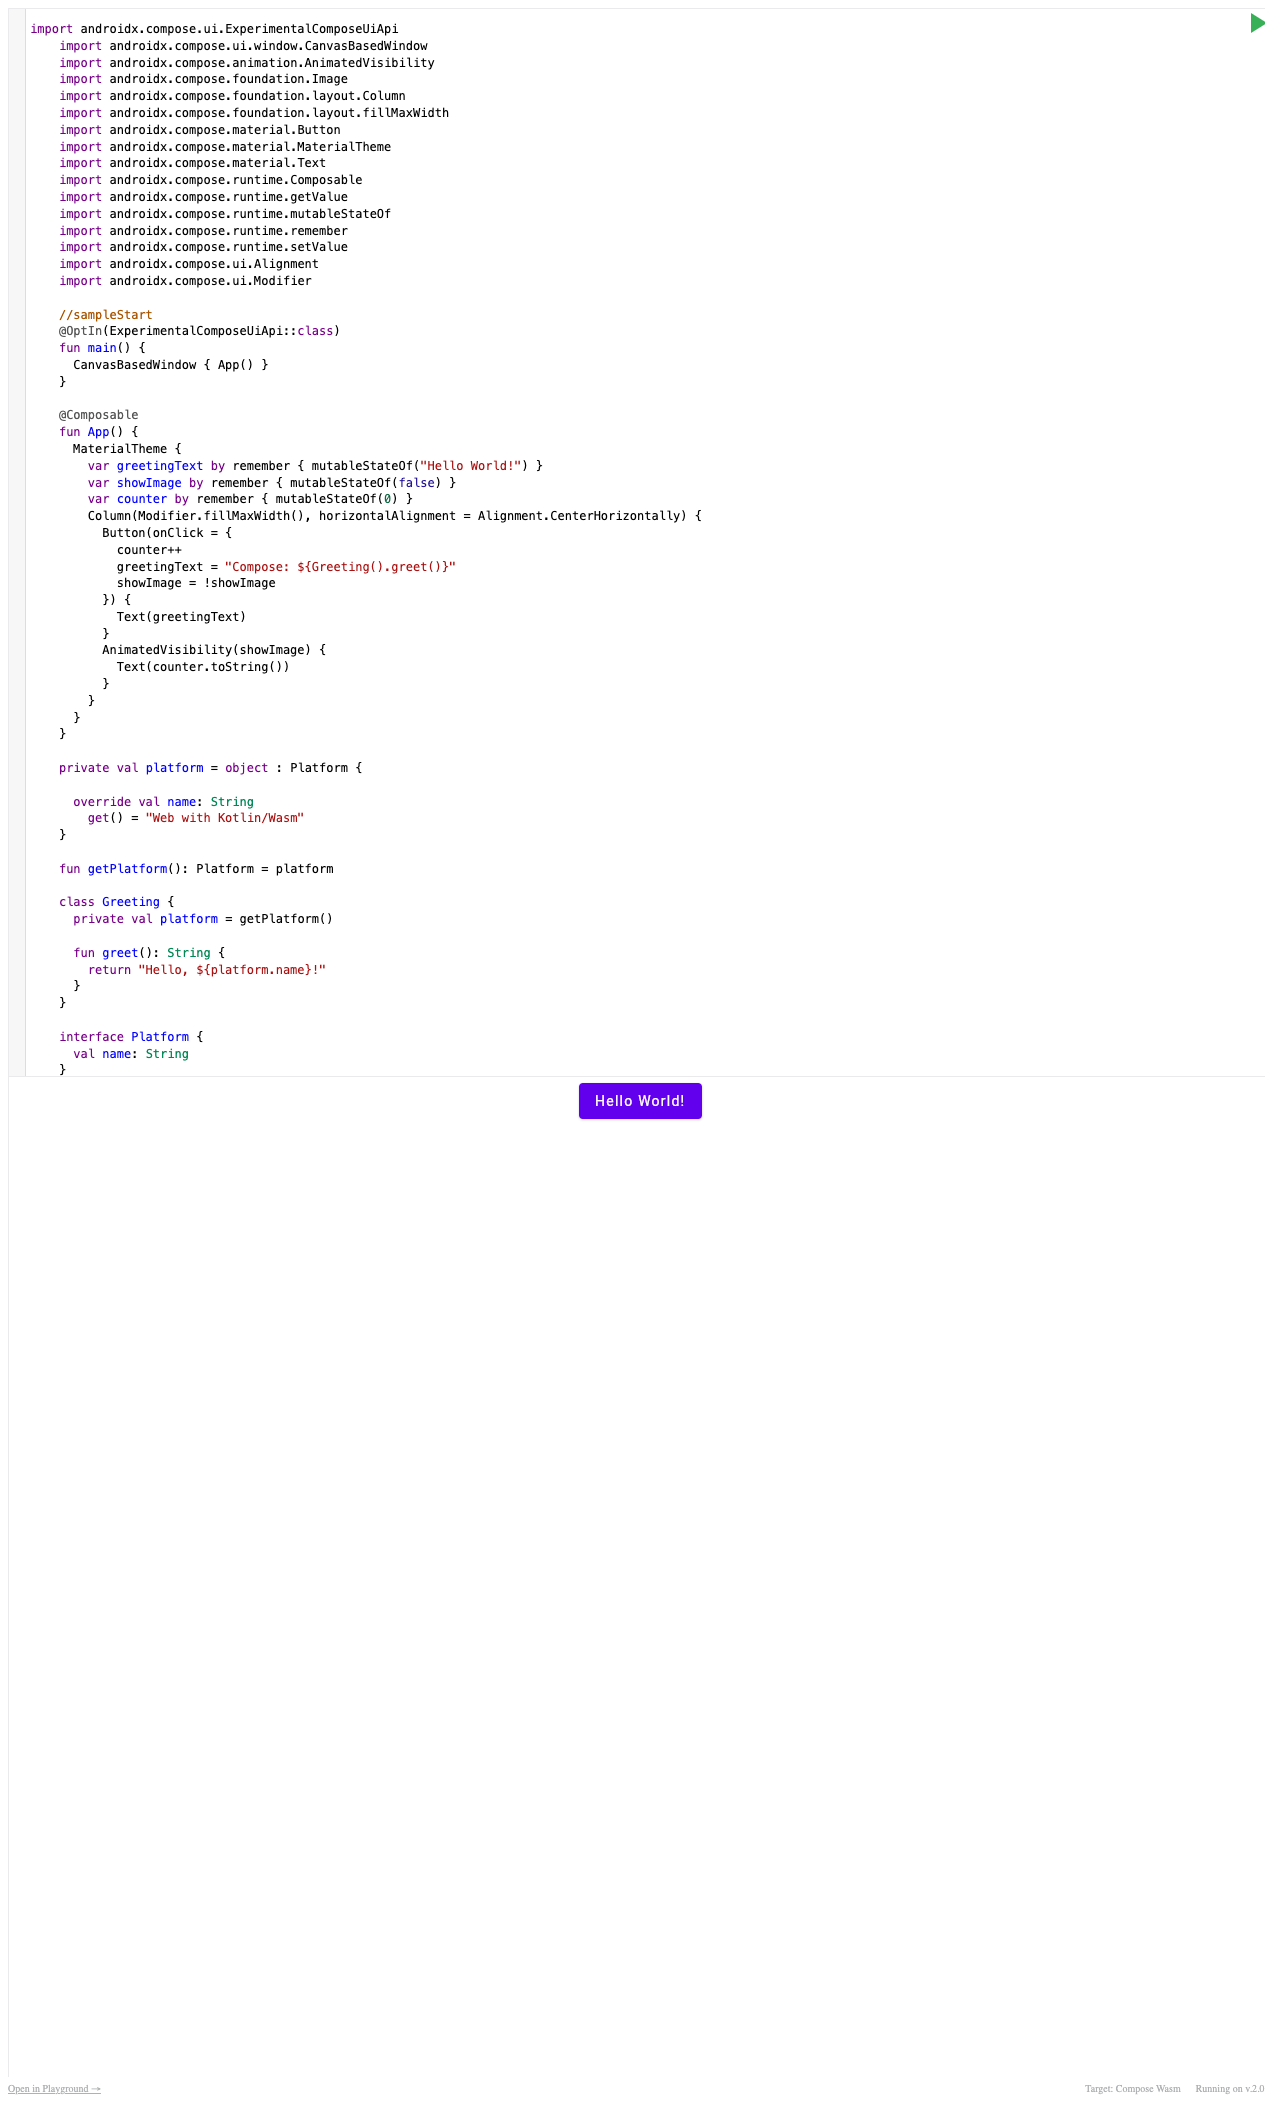 import androidx.compose.ui.ExperimentalComposeUiApi
    import androidx.compose.ui.window.CanvasBasedWindow
    import androidx.compose.animation.AnimatedVisibility
    import androidx.compose.foundation.Image
    import androidx.compose.foundation.layout.Column
    import androidx.compose.foundation.layout.fillMaxWidth
    import androidx.compose.material.Button
    import androidx.compose.material.MaterialTheme
    import androidx.compose.material.Text
    import androidx.compose.runtime.Composable
    import androidx.compose.runtime.getValue
    import androidx.compose.runtime.mutableStateOf
    import androidx.compose.runtime.remember
    import androidx.compose.runtime.setValue
    import androidx.compose.ui.Alignment
    import androidx.compose.ui.Modifier

    //sampleStart
    @OptIn(ExperimentalComposeUiApi::class)
    fun main() {
      CanvasBasedWindow { App() }
    }

    @Composable
    fun App() {
      MaterialTheme {
        var greetingText by remember { mutableStateOf("Hello World!") }
        var showImage by remember { mutableStateOf(false) }
        var counter by remember { mutableStateOf(0) }
        Column(Modifier.fillMaxWidth(), horizontalAlignment = Alignment.CenterHorizontally) {
          Button(onClick = {
            counter++
            greetingText = "Compose: ${Greeting().greet()}"
            showImage = !showImage
          }) {
            Text(greetingText)
          }
          AnimatedVisibility(showImage) {
            Text(counter.toString())
          }
        }
      }
    }

    private val platform = object : Platform {

      override val name: String
        get() = "Web with Kotlin/Wasm"
    }

    fun getPlatform(): Platform = platform

    class Greeting {
      private val platform = getPlatform()

      fun greet(): String {
        return "Hello, ${platform.name}!"
      }
    }

    interface Platform {
      val name: String
    }
Hello World!
Open in Playground →
Target: Compose Wasm
Running on v.2.0